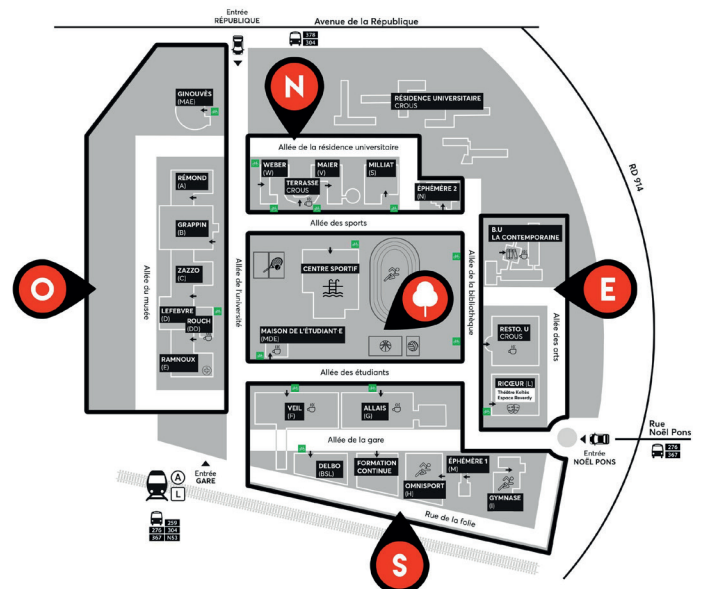 Entrée
RÉPUBLIQUE
378
304
Avenue de la République
GINOUVÈS
(MAE)
N
RÉSIDENCE UNIVERSITAIRE
CROUS
Allée de la résidence universitaire
WEBER
(W)
MAIER
(V)
MILLIAT
(S)
TERRASSE
CROUS
ÉPHÉMÈRE 2
(N)
RD 914
RÉMOND
(A)
GRAPPIN
(B)
ZAZZO
(C)
LEFEBVRE
(D)
ROUCH
(DD)
RAMNOUX
(E)
Allée du musée
Allée de l'université
O
Allée des sports
CENTRE SPORTIF
MAISON DE L'ÉTUDIANT·E
(MDE)
Allée de la bibliothèque
B.U
LA CONTEMPORAINE
E
RESTO. U
CROUS
Allée des arts
RICŒUR (L)
Théâtre Koltès
Espace Reverdy
Allée des étudiants
VEIL
(F)
ALLAIS
(G)
Allée de la gare
DELBO
(BSL)
FORMATION
CONTINUE
OMNISPORT
(H)
ÉPHÉMÈRE 1
(M)
GYMNASE
(I)
Rue de la folie
S
Rue
Noël Pons
276
367
Entrée
NOËL PONS
Entrée
GARE
A
L
259
276 304
367 N53